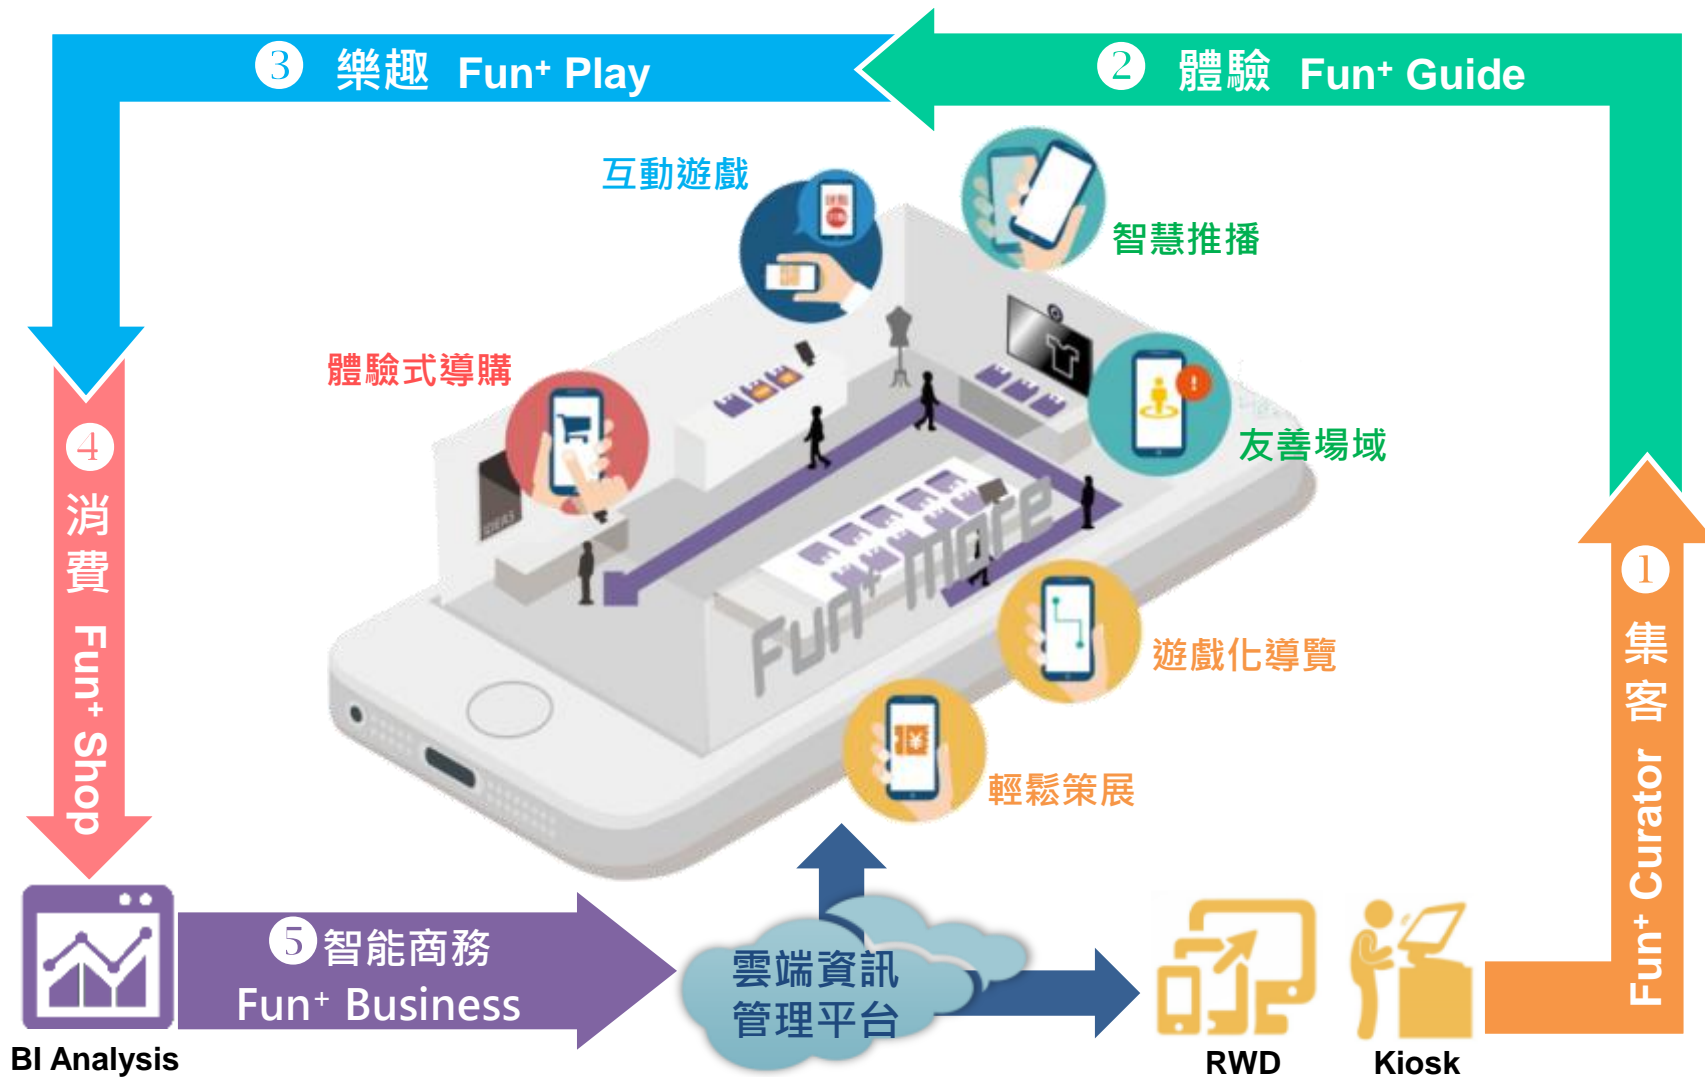 3 樂趣 Fun⁺ Play
2 體驗 Fun⁺ Guide
互動遊戲
智慧推播
體驗式導購
友善場域
4 消費 Fun⁺ Shop
IDEAS
Fun⁺ More
1 集客 Fun⁺ Curator
遊戲化導覽
輕鬆策展
5 智能商務
Fun⁺ Business
雲端資訊
管理平台
BI Analysis
RWD
Kiosk